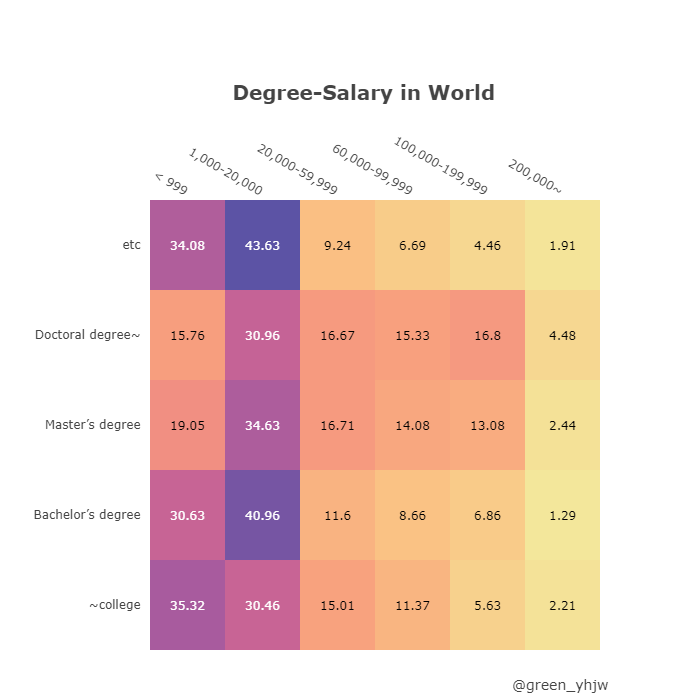 Degree-Salary in World
< 999
1,000-20,000
20,000-59,999
60,000-99,999
100,000-199,999
200,000~
etc 34.08 43.63 9.24 6.69 4.46 1.91
Doctoral degree~ 15.76 30.96 16.67 15.33 16.8 4.48
Master’s degree 19.05 34.63 16.71 14.08 13.08 2.44
Bachelor’s degree 30.63 40.96 11.6 8.66 6.86 1.29
~college 35.32 30.46 15.01 11.37 5.63 2.21
@green_yhjw